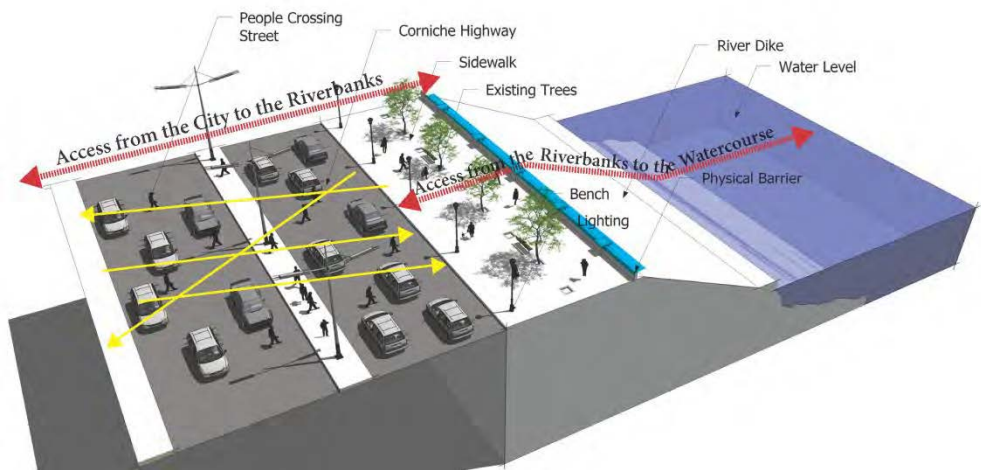 People Crossing
Street
Corniche Highway
Sidewalk
Existing Trees
River Dike
Water Level
Access from the City to the Riverbanks
Access from the Riverbanks to the Watercourse
Physical Barrier
Bench
Lighting